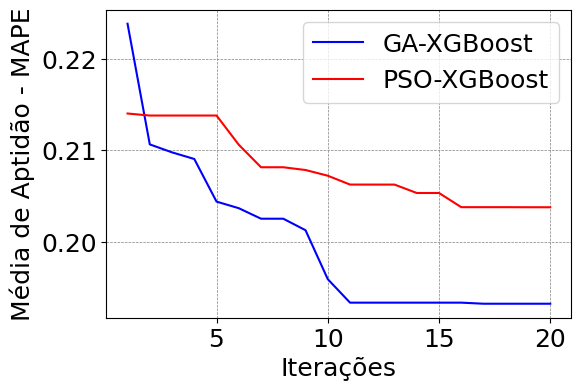 GA-XGBoost
PSO-XGBoost
Média de Aptidão - MAPE
0.22
0.21
0.20
5
10
15
20
Iterações